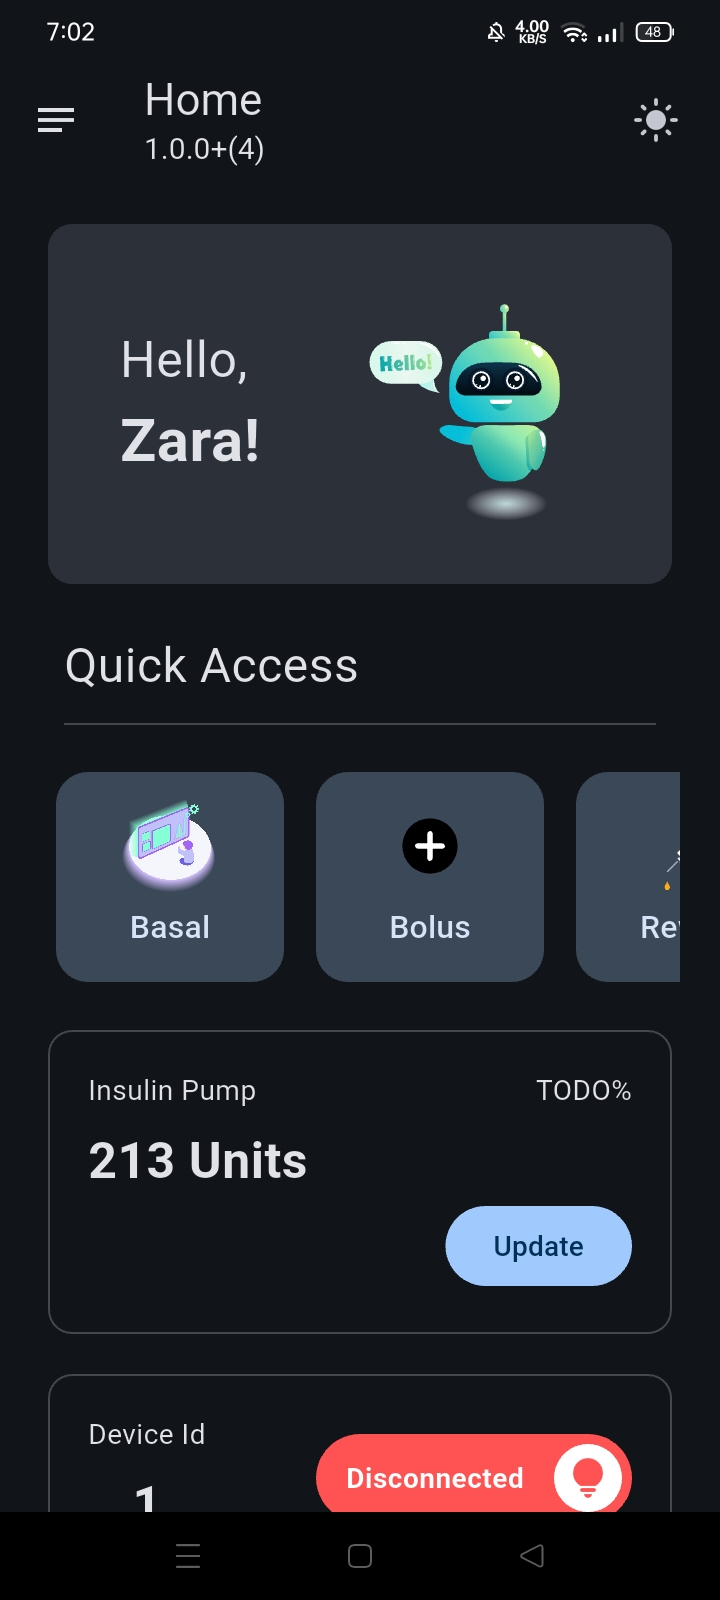 7:02
4.00
KB/S
48
Home
1.0.0+(4)
Hello,
Zara!
Hello!
Quick Access
Basal
Bolus
Re
Insulin Pump
TODO%
213 Units
Update
Device Id
Disconnected
1